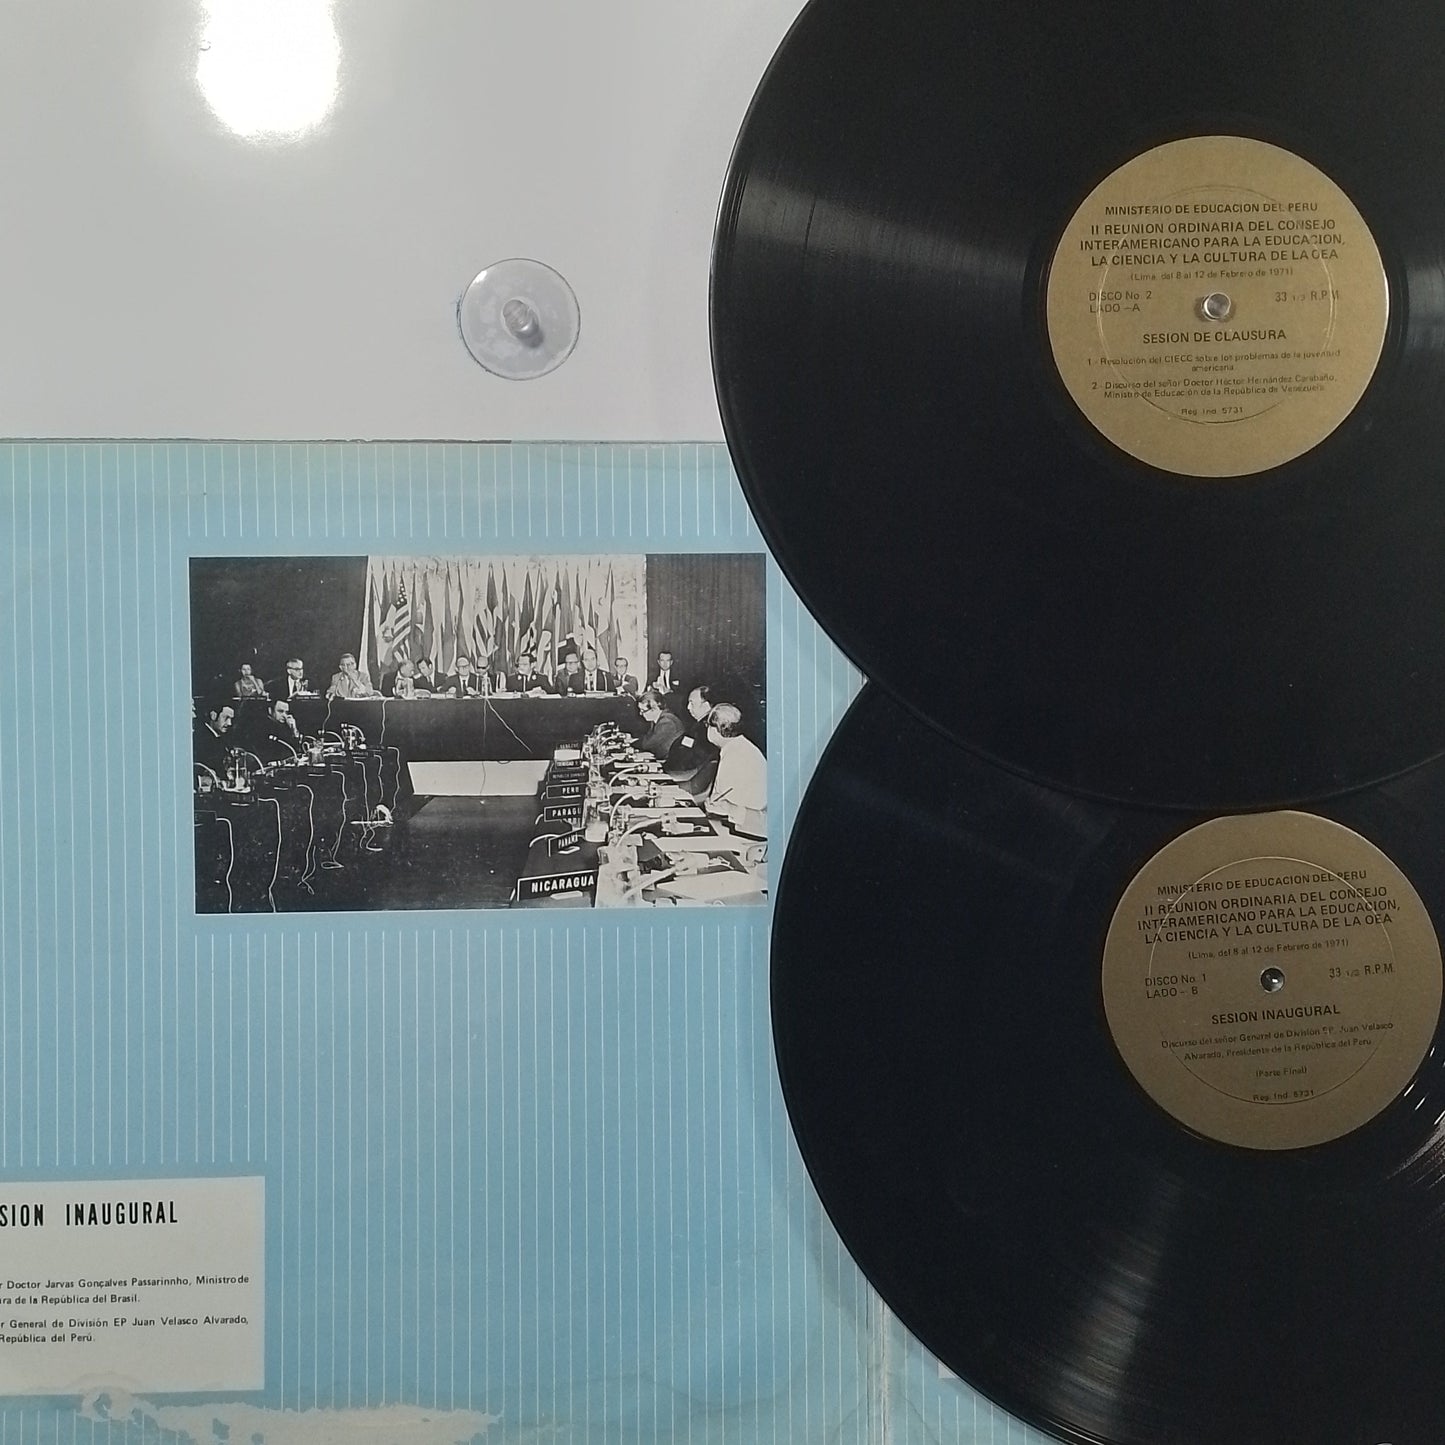 MINISTERIO DE EDUCACION DEL PERU
II REUNION ORDINARIA DEL CONSEJO
INTERAMERICANO PARA LA EDUCACION,
LA CIENCIA Y LA CULTURA DE LA OEA
(Lima, del 8 al 12 de Febrero de 1971)
DISCO No. 2 33 1/3 R.P.M.
LADO - A
SESION DE CLAUSURA
1 - Resolución del CIECC sobre los problemas de la juventud
americana
2 - Discurso del señor Doctor Héctor Hernández Carabaño,
Ministro de Educación de la República de Venezuela
Reg. Ind. 5731
PERU
PARAGU
PANAMA
NICARAGUA
MINISTERIO DE EDUCACION DEL PERU
II REUNION ORDINARIA DEL CONSEJO
INTERAMERICANO PARA LA EDUCACION,
LA CIENCIA Y LA CULTURA DE LA OEA
(Lima, del 8 al 12 de Febrero de 1971)
DISCO No. 1 33 1/3 R.P.M.
LADO - B
SESION INAUGURAL
Discurso del señor General de División EP. Juan Velasco
Alvarado, Presidente de la República del Perú
(Parte Final)
Reg. Ind. 5731
SION INAUGURAL
r Doctor Jarvas Gonçalves Passarinnho, Ministro de
ura de la República del Brasil.
r General de División EP Juan Velasco Alvarado,
República del Perú.